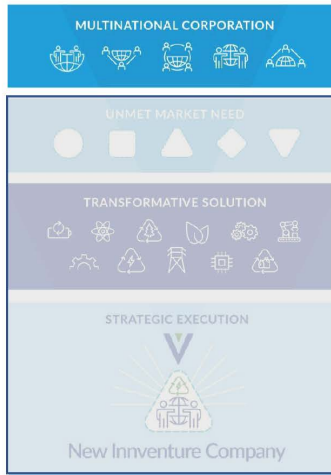 MULTINATIONAL CORPORATION
UNMET MARKET NEED
TRANSFORMATIVE SOLUTION
STRATEGIC EXECUTION
New Innventure Company